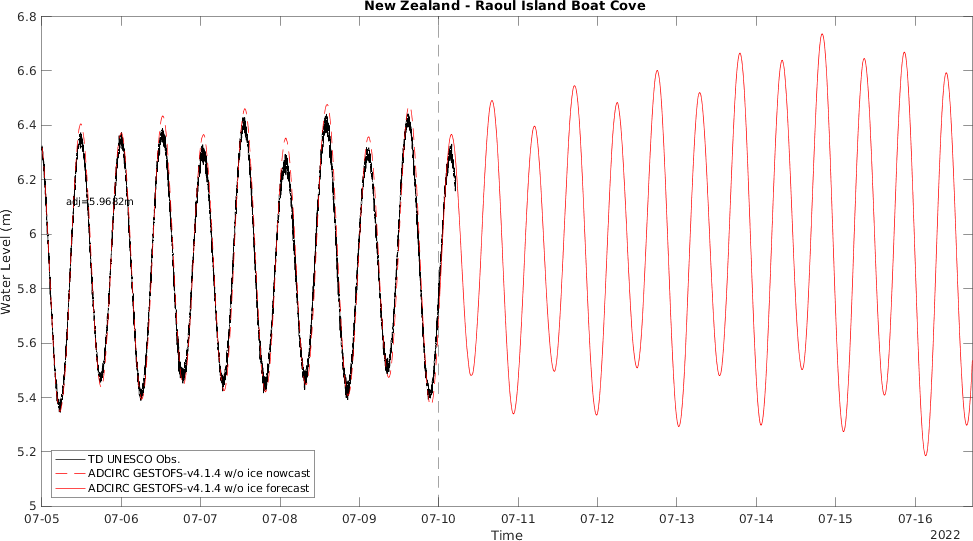 New Zealand - Raoul Island Boat Cove
6.8
6.6
6.4
6.2
6
5.8
5.6
5.4
5.2
5
Water Level (m)
adj=5.9682m
TD UNESCO Obs.
ADCIRC GESTOFS-v4.1.4 w/o ice nowcast
ADCIRC GESTOFS-v4.1.4 w/o ice forecast
07-05 07-06 07-07 07-08 07-09 07-10 07-11 07-12 07-13 07-14 07-15 07-16
Time
2022